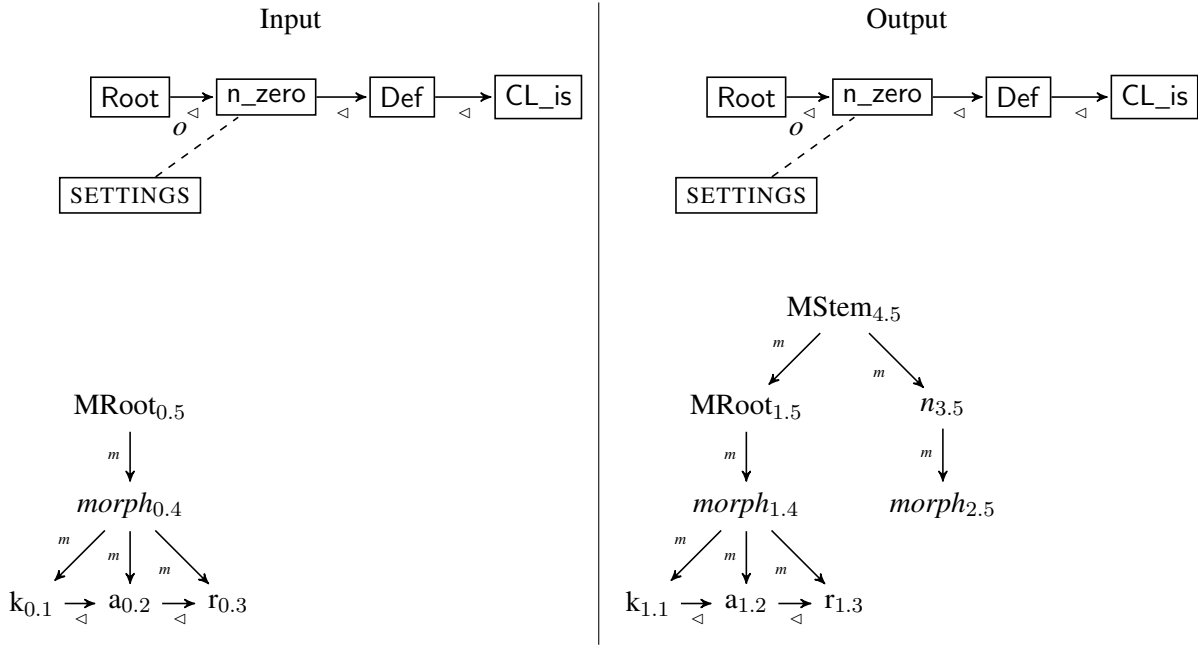 Input
Output
Root ◃ n_zero ◃ Def ◃ CL_is
o
SETTINGS
Root ◃ n_zero ◃ Def ◃ CL_is
o
SETTINGS
MStem4.5
m
m
MRoot0.5
m
morph0.4
m m m
k0.1 ◃ a0.2 ◃ r0.3
MRoot1.5 n3.5
m m
morph1.4 morph2.5
m m m
k1.1 ◃ a1.2 ◃ r1.3